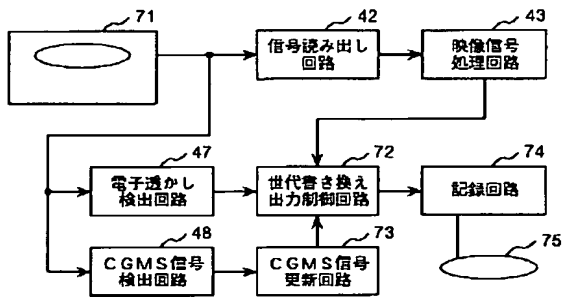 71
42
信号読み出し
回路
43
映像信号
処理回路
47
電子透かし
検出回路
72
世代書き換え
出力制御回路
74
記録回路
48
CGMS信号
検出回路
73
CGMS信号
更新回路
75